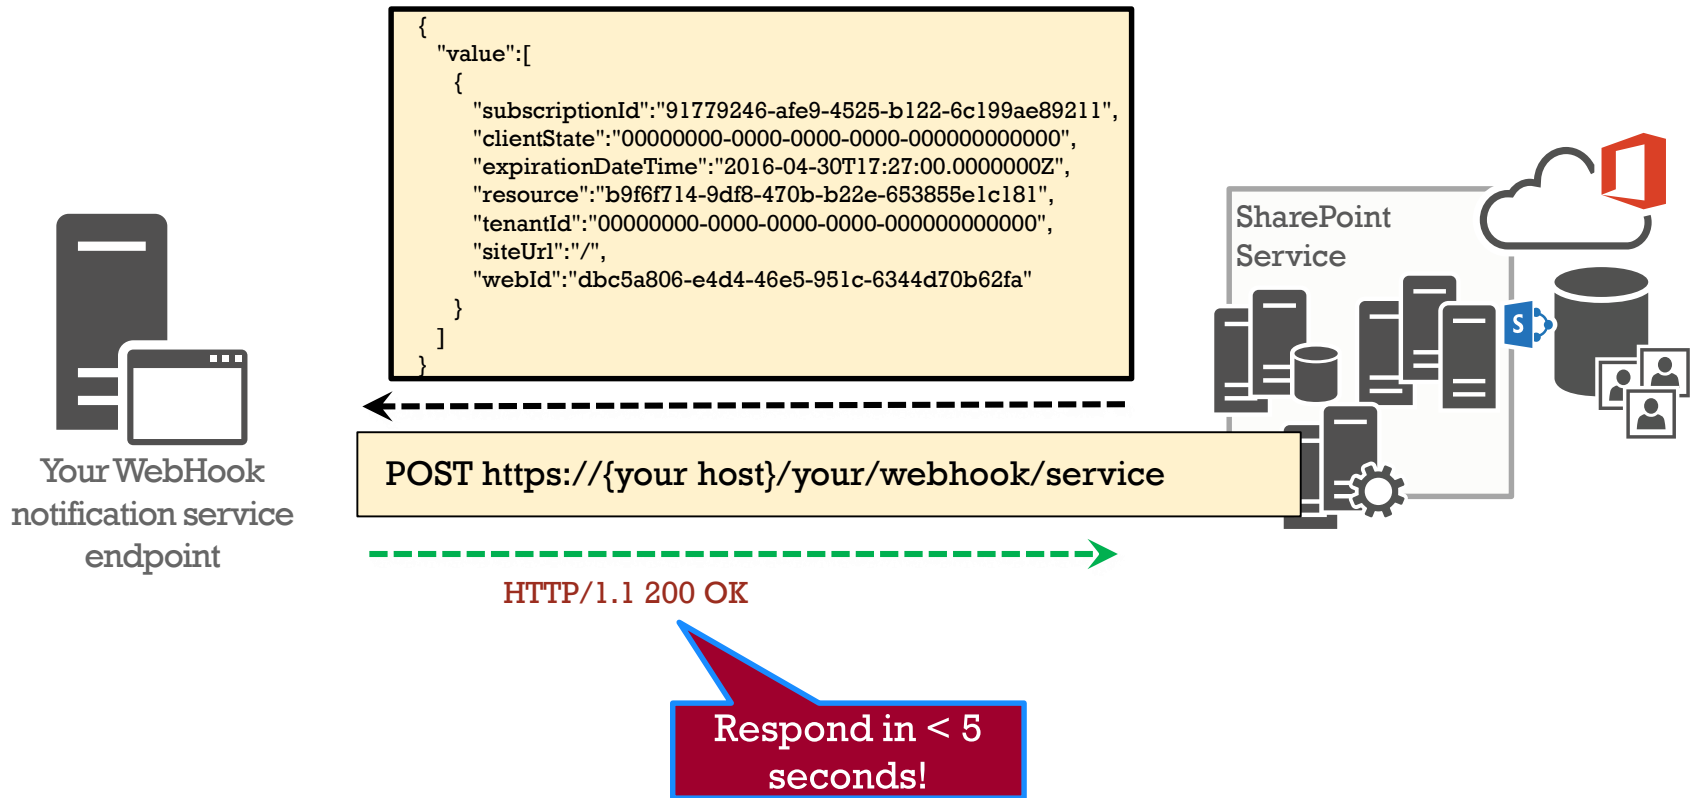 {
"value":[
{
"subscriptionId":"91779246-afe9-4525-b122-6c199ae89211",
"clientState":"00000000-0000-0000-0000-000000000000",
"expirationDateTime":"2016-04-30T17:27:00.0000000Z",
"resource":"b9f6f714-9df8-470b-b22e-653855e1c181",
"tenantId":"00000000-0000-0000-0000-000000000000",
"siteUrl":"/",
"webId":"dbc5a806-e4d4-46e5-951c-6344d70b62fa"
}
]
}
SharePoint
Service
S
Your WebHook
notification service
endpoint
POST https://{your host}/your/webhook/service
HTTP/1.1 200 OK
Respond in < 5
seconds!